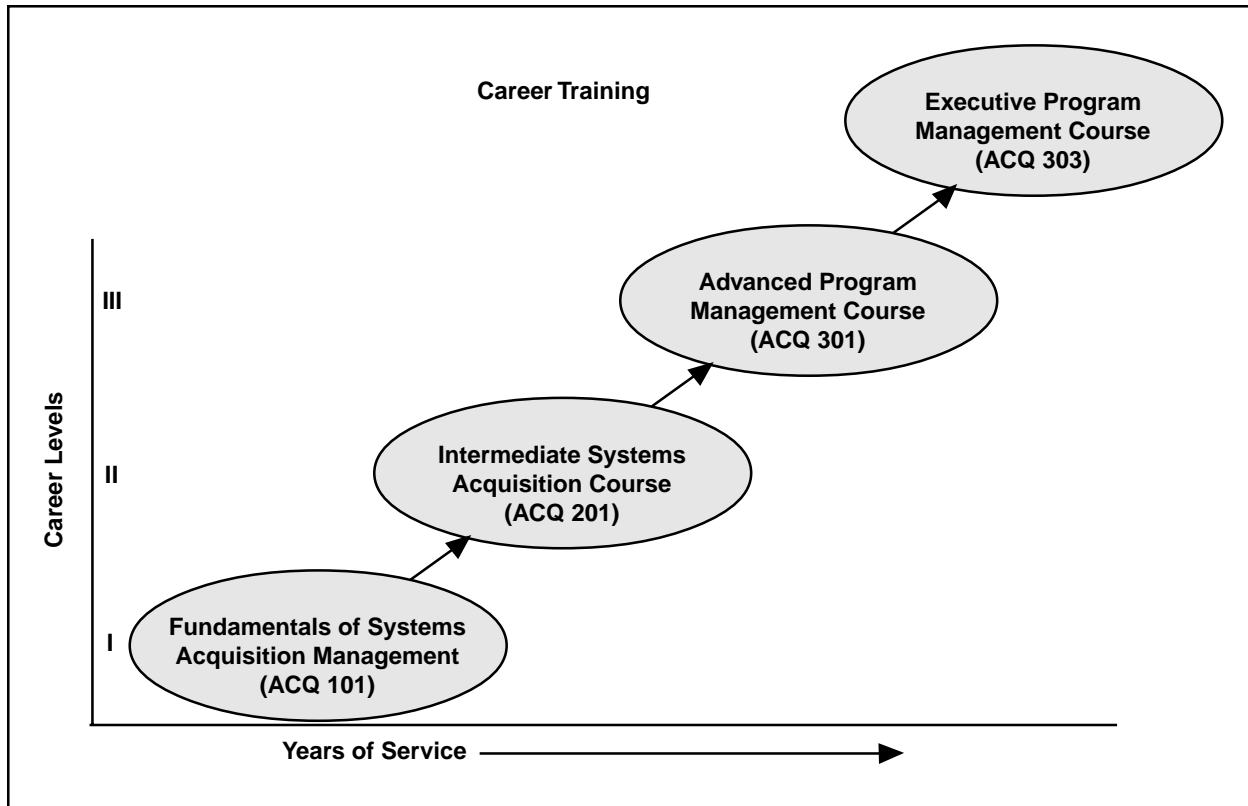 Career Training
Executive Program
Management Course
(ACQ 303)
III
Advanced Program
Management Course
(ACQ 301)
Career Levels
II
Intermediate Systems
Acquisition Course
(ACQ 201)
I
Fundamentals of Systems
Acquisition Management
(ACQ 101)
Years of Service